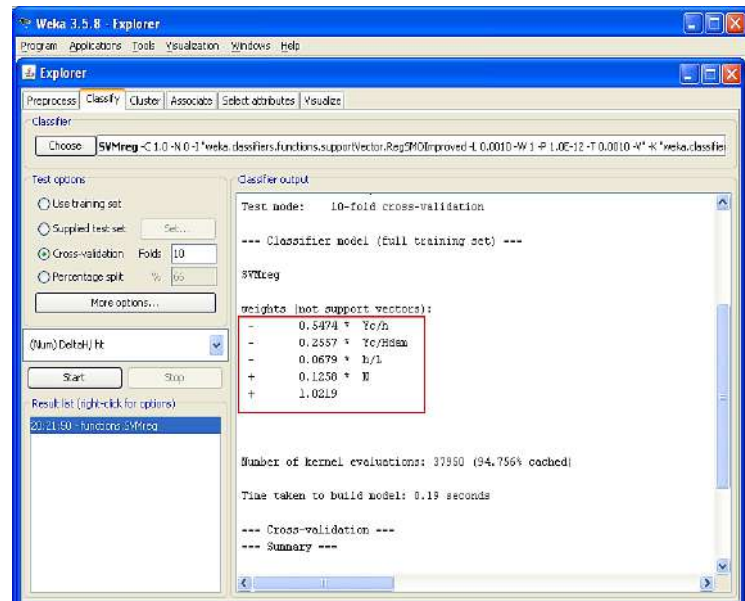 Weka 3.5.8 - Explorer
Program Applications Tools Visualization Windows Help
Explorer
Preprocess Classify Cluster Associate Select attributes Visualize
Classifier
Choose SVMreg -C 1.0 -N 0 -I "weka.classifiers.functions.supportVector.RegSMOImproved -L 0.0010 -W 1 -P 1.0E-12 -T 0.0010 -V" -K "weka.classifier
Test options
Use training set
Supplied test set Set...
Cross-validation Folds 10
Percentage split % 66
More options...
(Num) DeltaH/ht
Start Stop
Result list (right-click for options)
20:21:50 - functions.SVMreg
Classifier output
Test mode: 10-fold cross-validation
=== Classifier model (full training set) ===
SVMreg
weights (not support vectors):
- 0.5474 * Yc/h
- 0.2557 * Yc/Hdam
- 0.0679 * h/L
+ 0.1258 * N
+ 1.0219
Number of kernel evaluations: 37950 (94.756% cached)
Time taken to build model: 0.19 seconds
=== Cross-validation ===
=== Summary ===